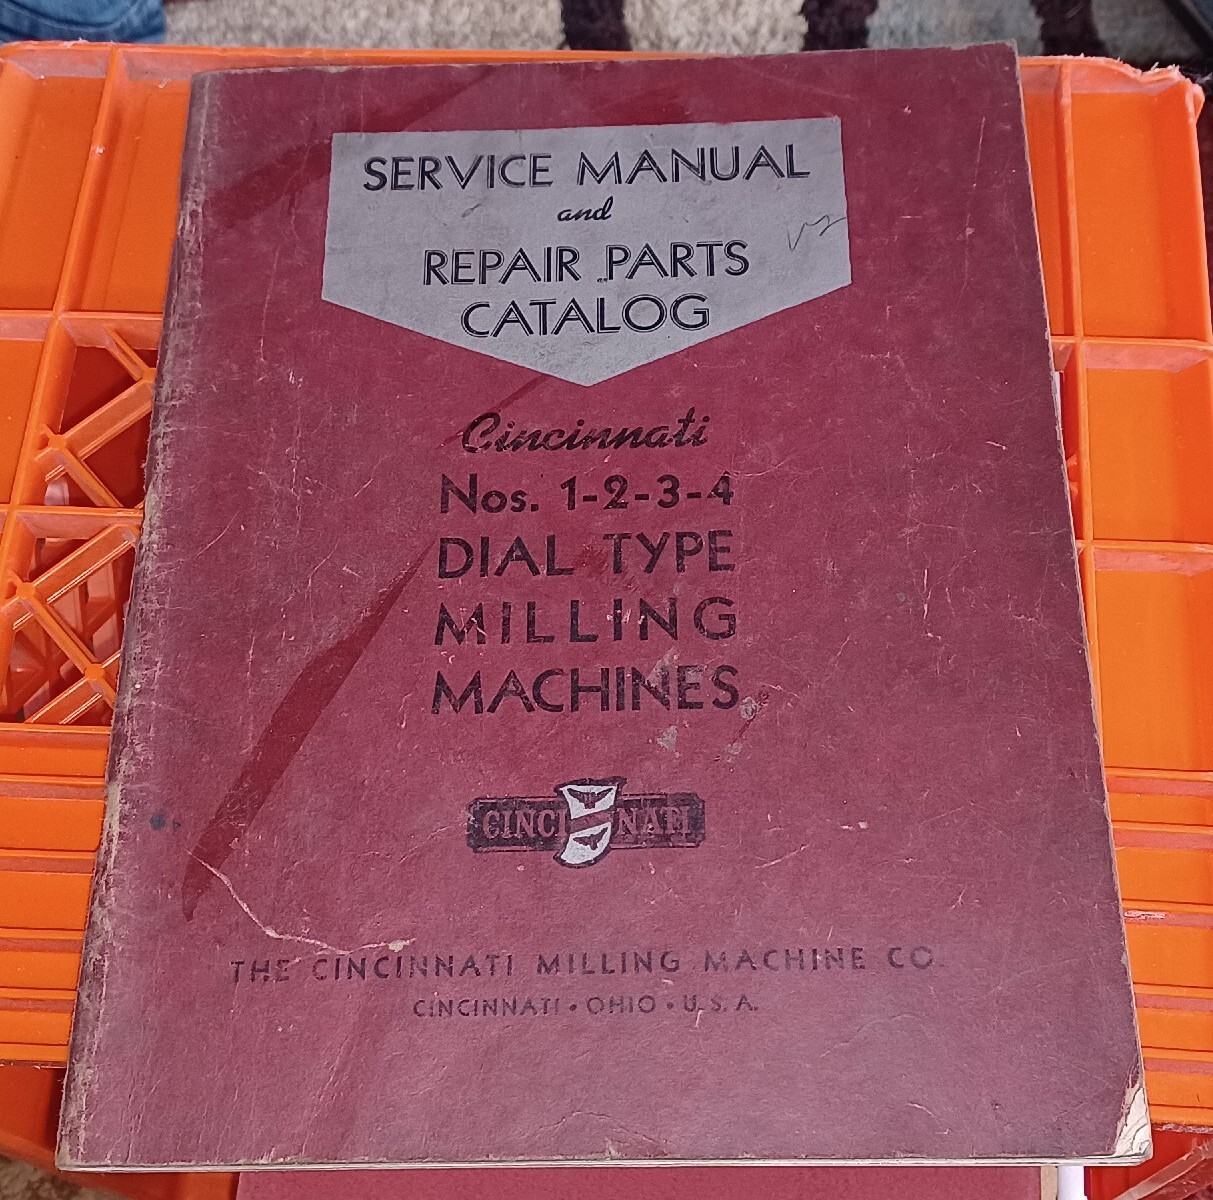 SERVICE MANUAL
and
REPAIR PARTS
CATALOG
Cincinnati
Nos. 1-2-3-4
DIAL TYPE
MILLING
MACHINES
CINCINNATI
THE CINCINNATI MILLING MACHINE CO.
CINCINNATI • OHIO • U.S.A.